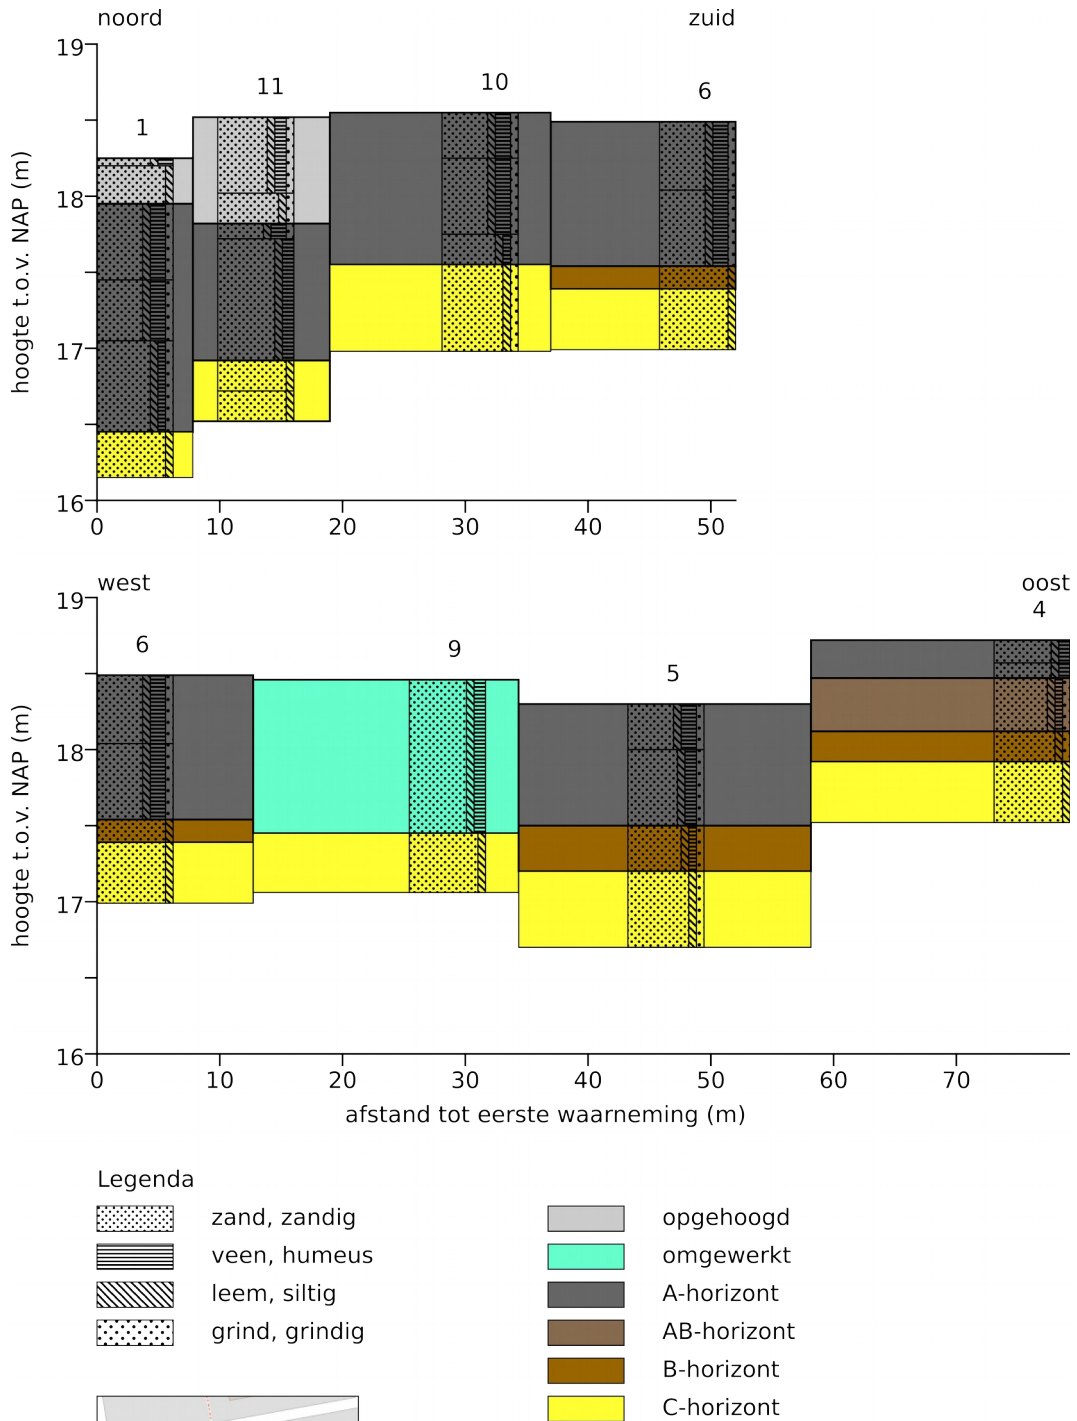 noord zuid
19
11 10 6
1
18
17
16
0 10 20 30 40 50
hoogte t.o.v. NAP (m)
west oost
19 4
6 9 5
18
17
16
0 10 20 30 40 50 60 70
hoogte t.o.v. NAP (m)
afstand tot eerste waarneming (m)
Legenda
zand, zandig opgehoogd
veen, humeus omgewerkt
leem, siltig A-horizont
grind, grindig AB-horizont
B-horizont
C-horizont